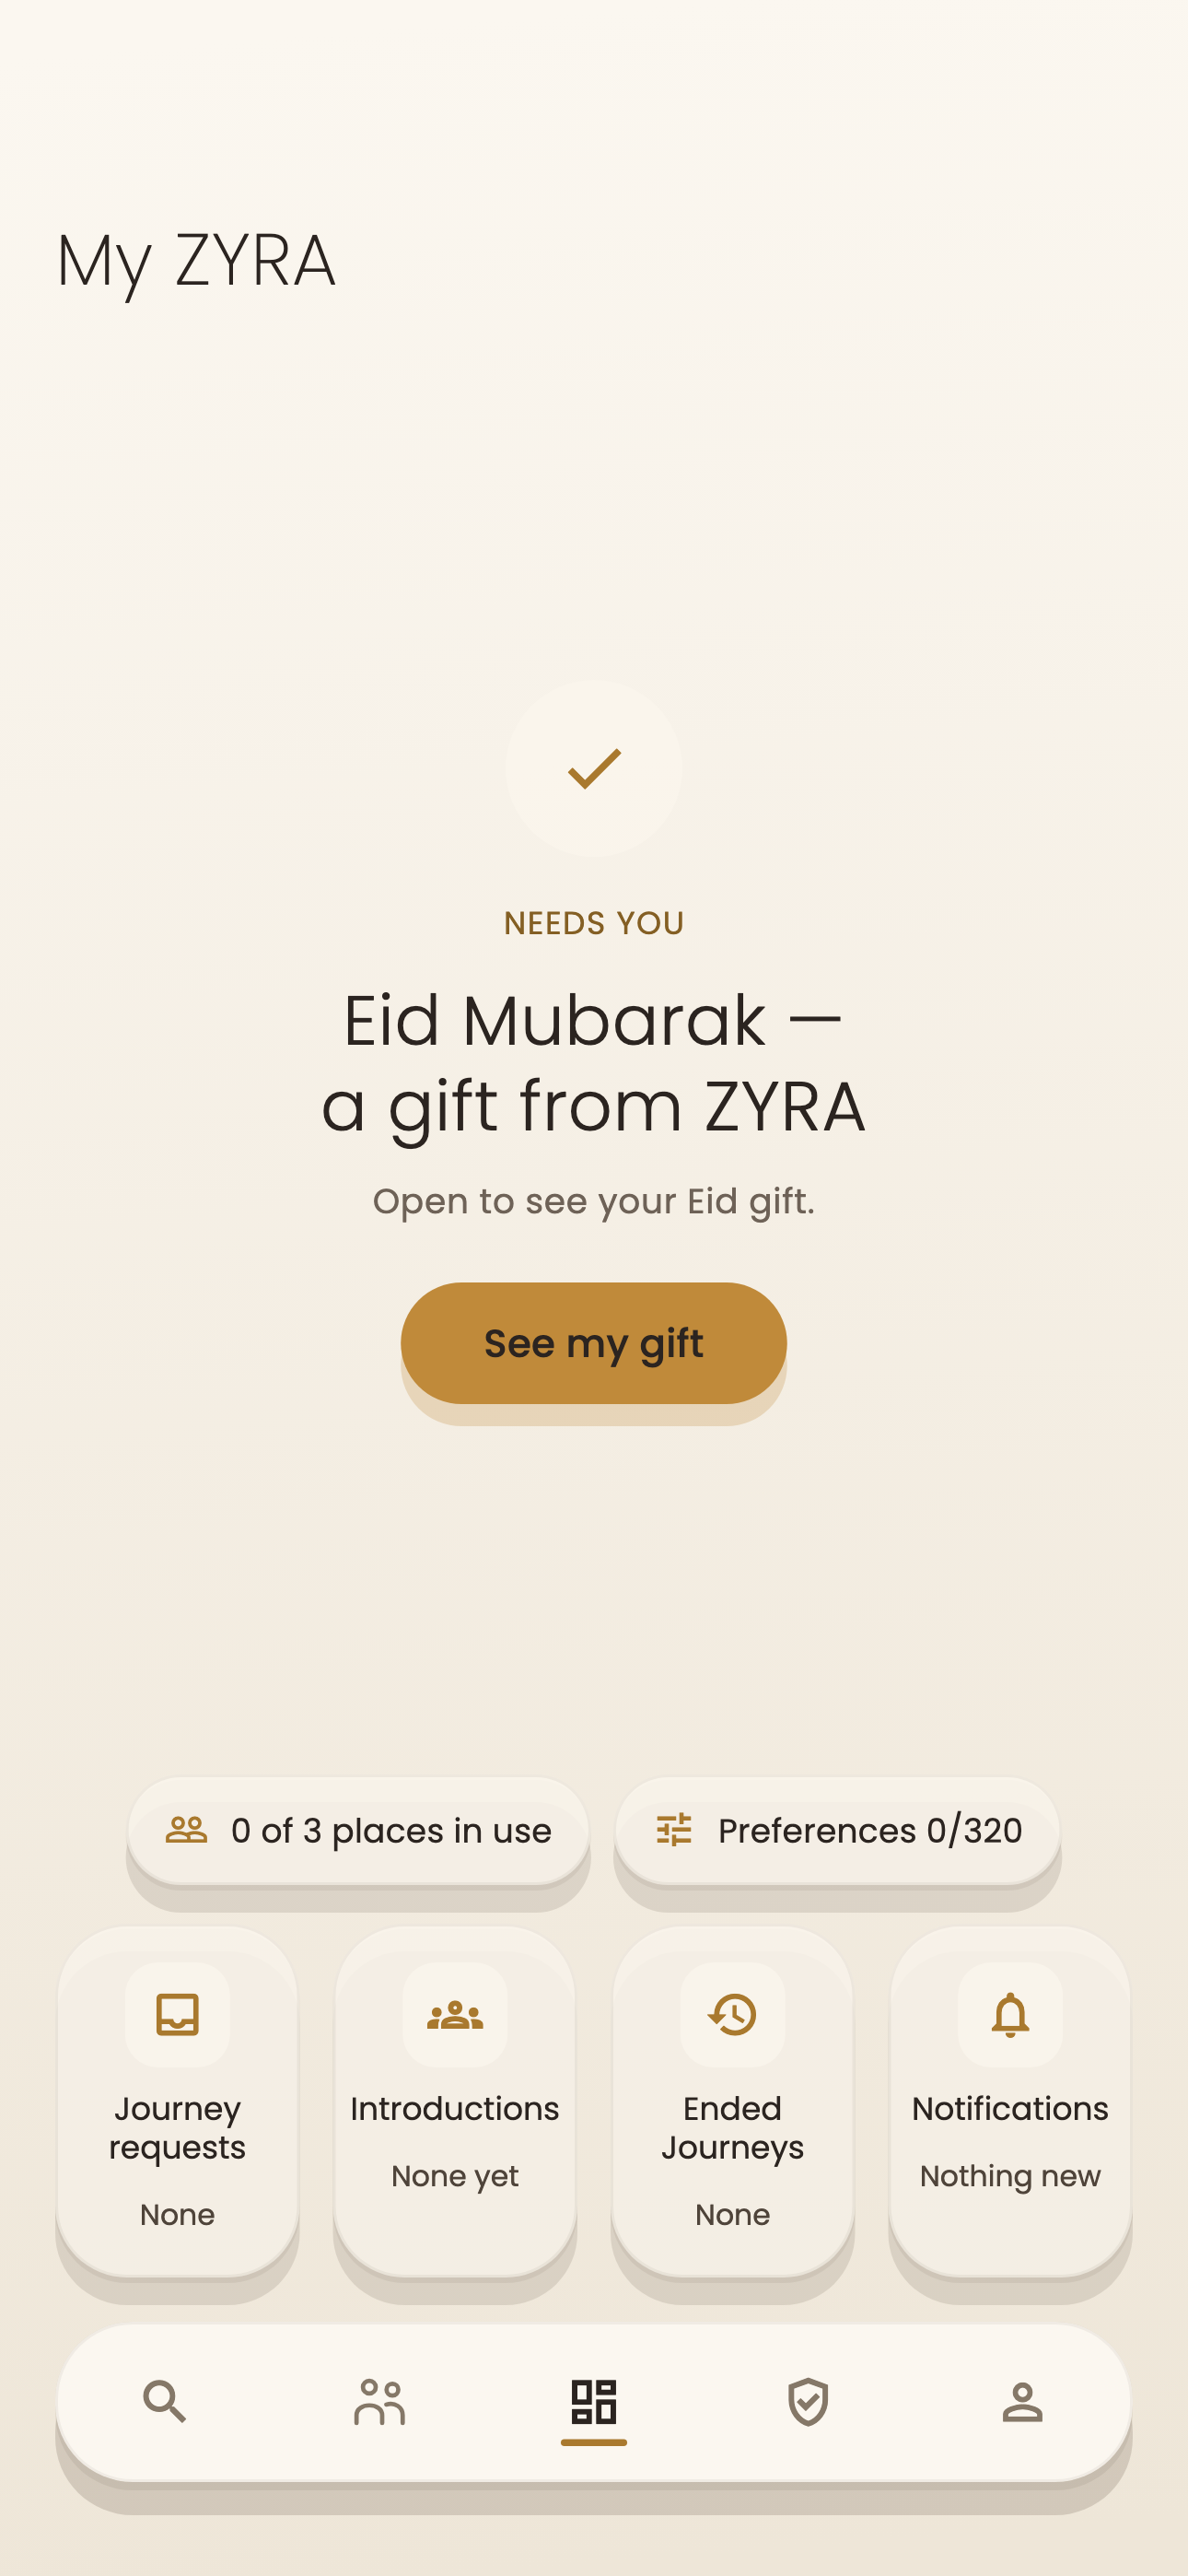 My ZYRA
NEEDS YOU
Eid Mubarak —
a gift from ZYRA
Open to see your Eid gift.
See my gift
0 of 3 places in use
Preferences 0/320
Journey
requests
None
Introductions
None yet
Ended
Journeys
None
Notifications
Nothing new